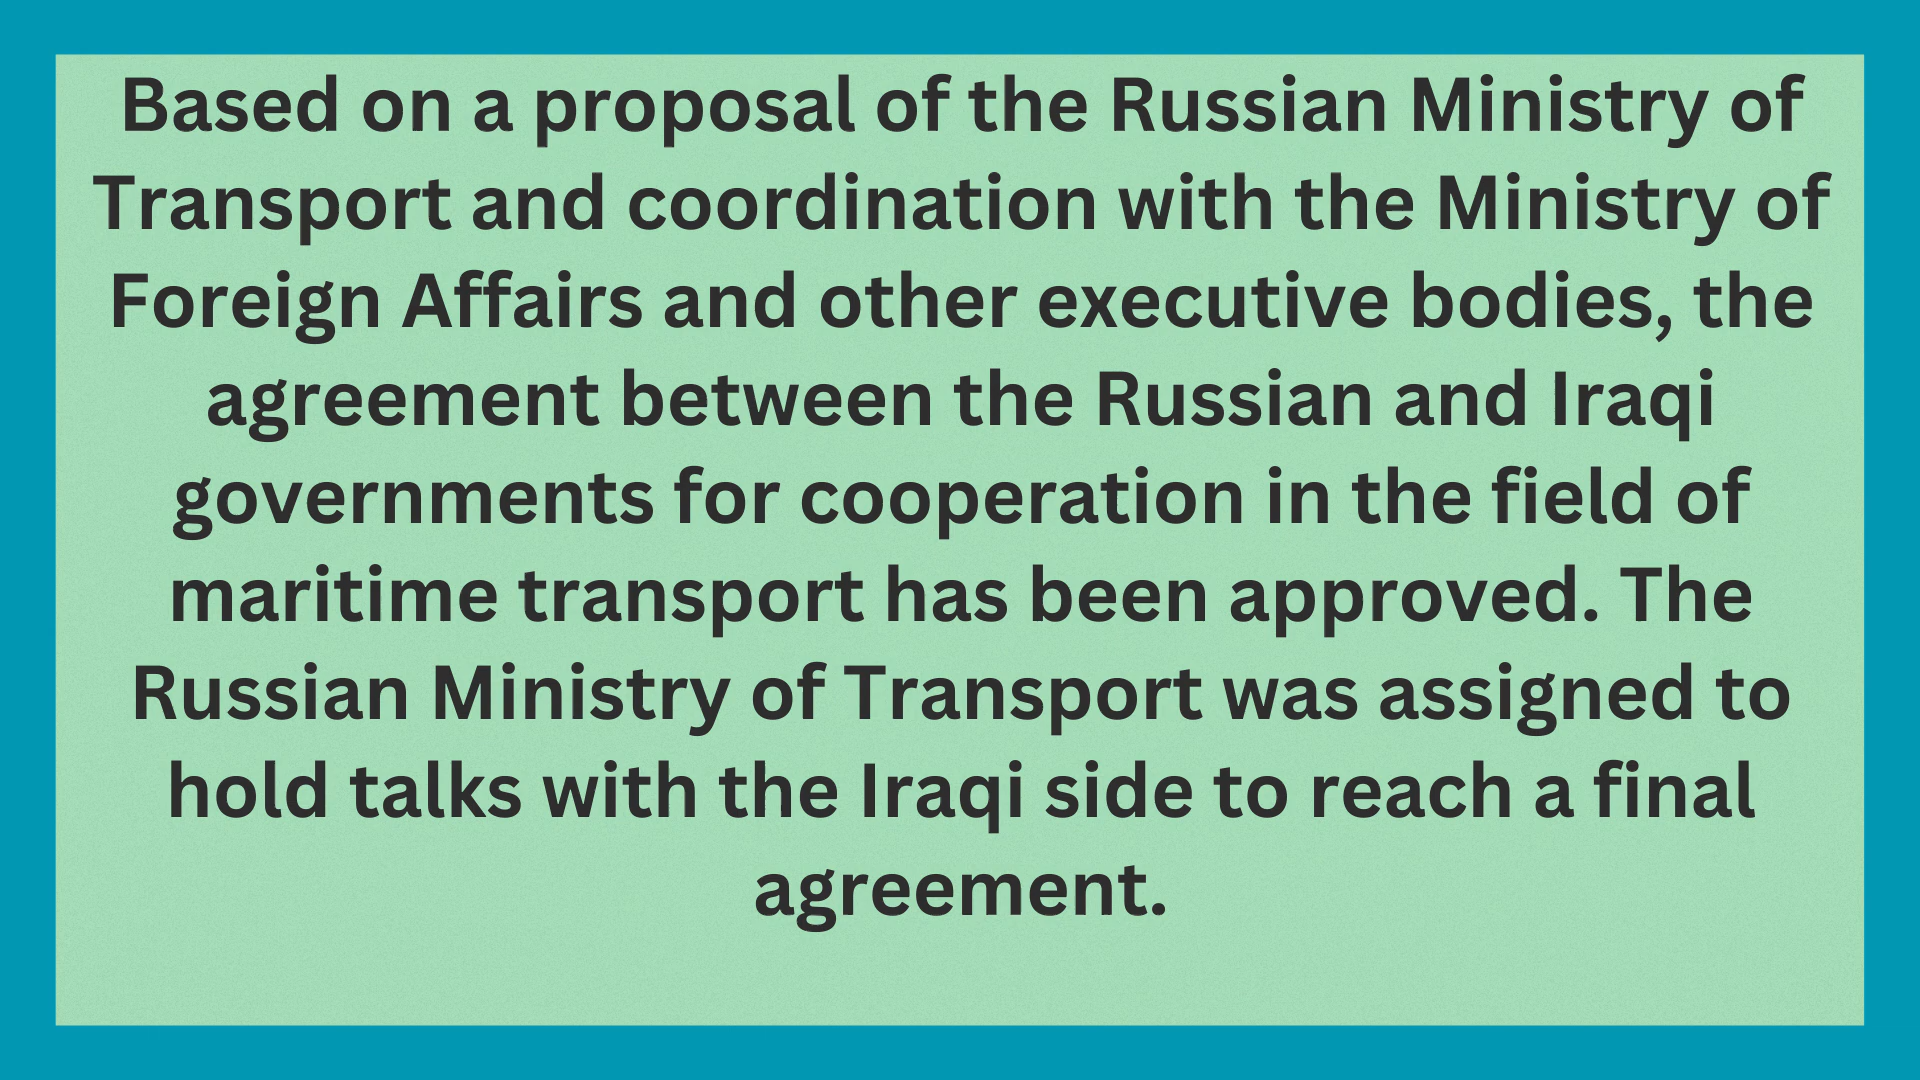 Based on a proposal of the Russian Ministry of
Transport and coordination with the Ministry of
Foreign Affairs and other executive bodies, the
agreement between the Russian and Iraqi
governments for cooperation in the field of
maritime transport has been approved. The
Russian Ministry of Transport was assigned to
hold talks with the Iraqi side to reach a final
agreement.